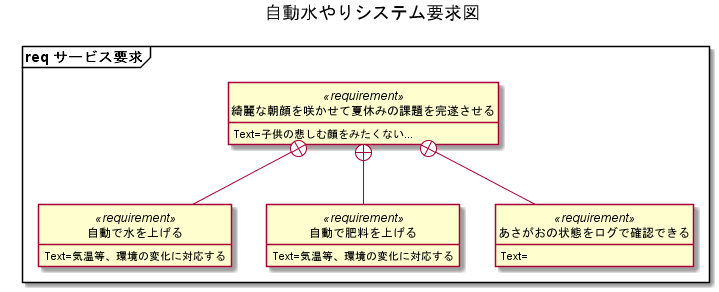 自動水やりシステム要求図
req サービス要求
«requirement»
綺麗な朝顔を咲かせて夏休みの課題を完遂させる
Text=子供の悲しむ顔をみたくない...
«requirement»
自動で水を上げる
Text=気温等、環境の変化に対応する
«requirement»
自動で肥料を上げる
Text=気温等、環境の変化に対応する
«requirement»
あさがおの状態をログで確認できる
Text=